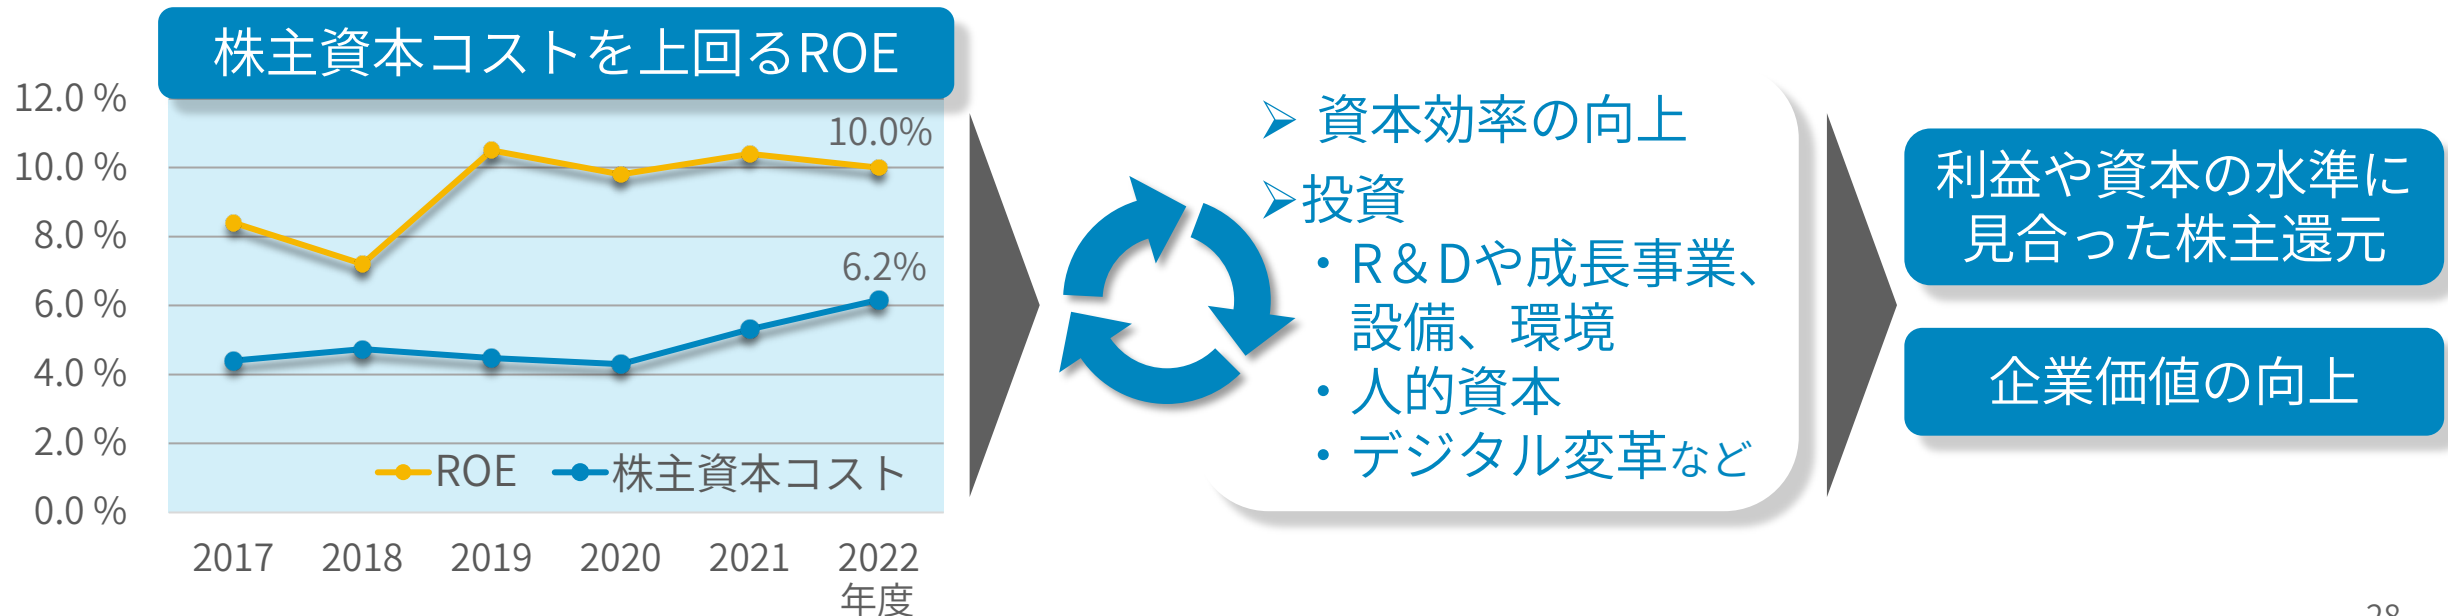 株主資本コストを上回るROE
12.0 %
10.0 %
8.0 %
6.0 %
4.0 %
2.0 %
0.0 %
10.0%
6.2%
ROE
株主資本コスト
2017
2018
2019
2020
2021
2022
年度
➢ 資本効率の向上
➢投資
・R＆Dや成長事業、
設備、環境
・人的資本
・デジタル変革など
利益や資本の水準に
見合った株主還元
企業価値の向上
28